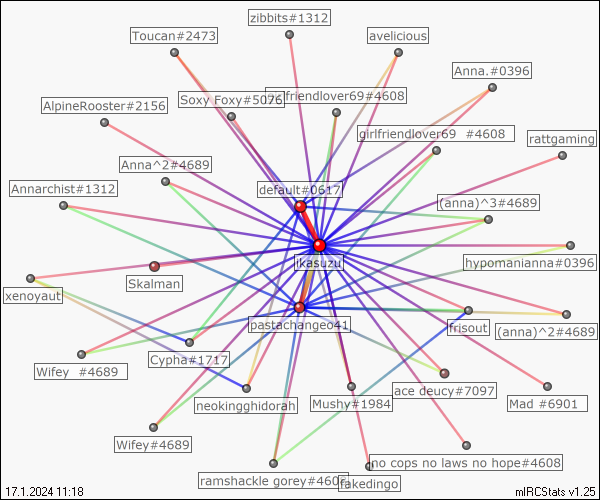 zibbits#1312
Toucan#2473
avelicious
Anna.#0396
Soxy Foxy#5076
friendlover69#4608
AlpineRooster#2156
girlfriendlover69 #4608
rattgaming
Anna^2#4689
default#0617
Annarchist#1312
(anna)^3#4689
ikasuzu
hypomanianna#0396
Skalman
xenoyaut
pastachangeo41
frisout
(anna)^2#4689
Cypha#1717
Wifey #4689
ace deucy#7097
neokingghidorah
Mushy#1984
Mad #6901
Wifey#4689
no cops no laws no hope#4608
ramshackle gorey#460
fakedingo
17.1.2024 11:18
mIRCStats v1.25